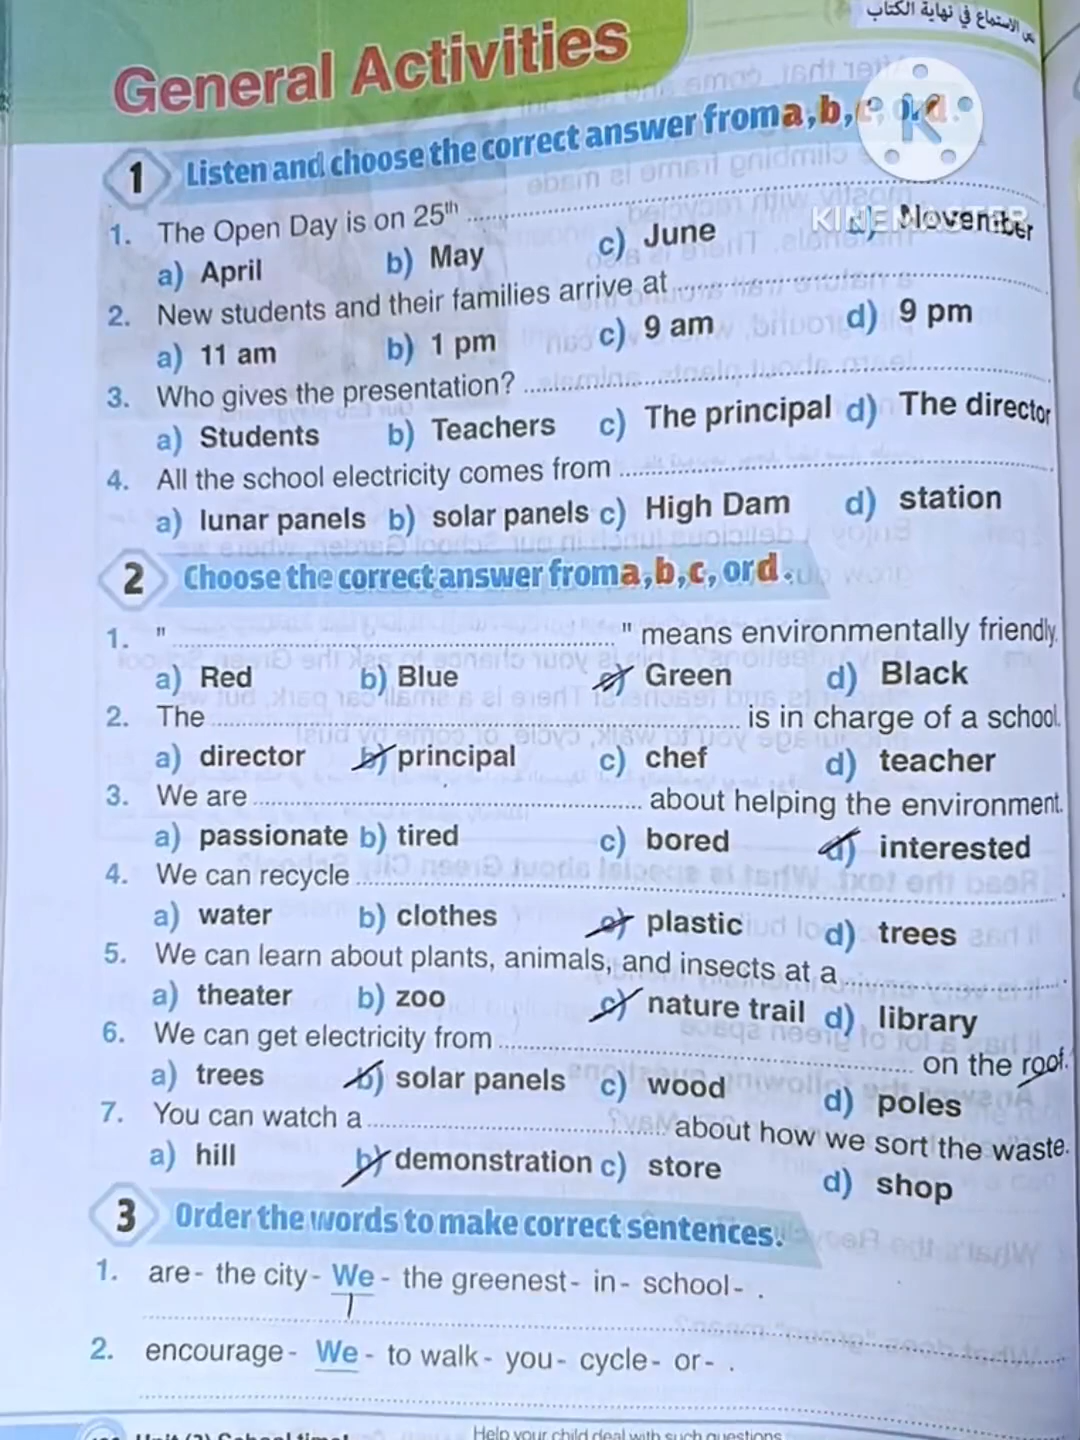 نص الاستماع في نهاية الكتاب
General Activities
1 Listen and choose the correct answer from a, b, c, or d.
KINEMASTER
1. The Open Day is on 25th ........
a) April b) May c) June d) November
2. New students and their families arrive at ........
a) 11 am b) 1 pm c) 9 am d) 9 pm
3. Who gives the presentation? ........
a) Students b) Teachers c) The principal d) The director
4. All the school electricity comes from ........
a) lunar panels b) solar panels c) High Dam d) station
2 Choose the correct answer from a, b, c, or d.
1. "........" means environmentally friendly.
a) Red b) Blue c) Green d) Black
2. The ........ is in charge of a school.
a) director b) principal c) chef d) teacher
3. We are ........ about helping the environment.
a) passionate b) tired c) bored d) interested
4. We can recycle ........ .
a) water b) clothes c) plastic d) trees
5. We can learn about plants, animals, and insects at a ........ .
a) theater b) zoo c) nature trail d) library
6. We can get electricity from ........ on the roof.
a) trees b) solar panels c) wood d) poles
7. You can watch a ........ about how we sort the waste.
a) hill b) demonstration c) store d) shop
3 Order the words to make correct sentences.
1. are - the city - We - the greenest - in - school - .
2. encourage - We - to walk - you - cycle - or - .
Help your child deal with such questions